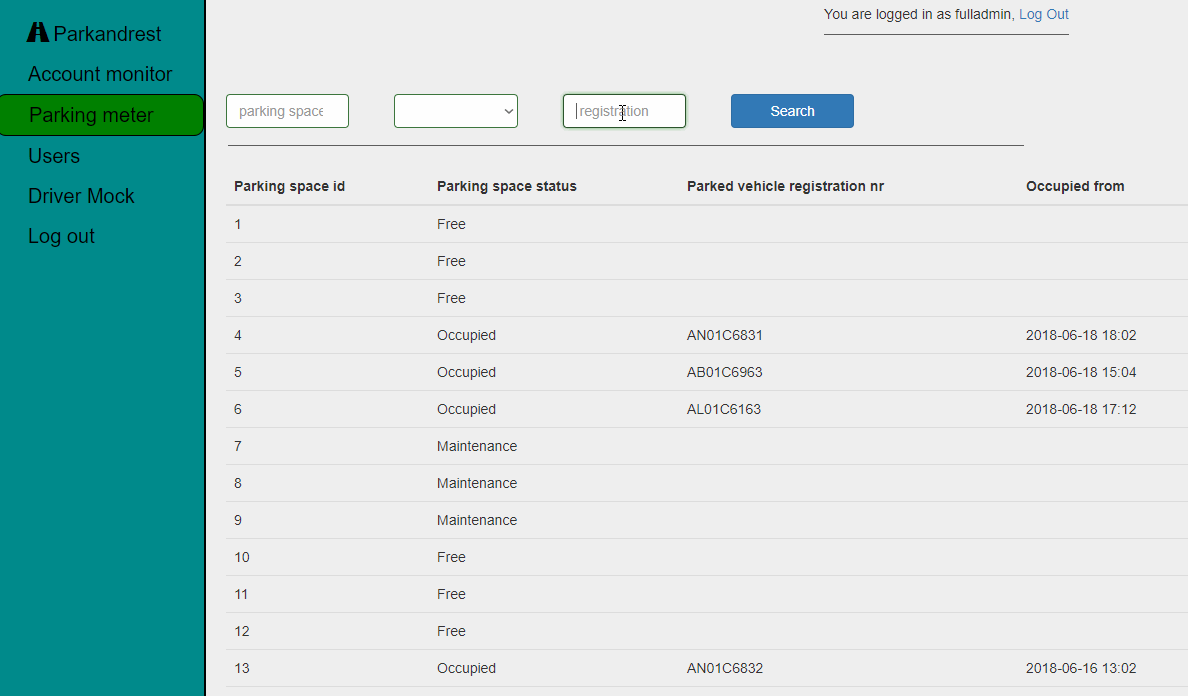 You are logged in as fulladmin, Log Out
Parkandrest
Account monitor
Parking meter
Users
Driver Mock
Log out
parking space registration Search
Parking space id Parking space status Parked vehicle registration nr Occupied from
1 Free
2 Free
3 Free
4 Occupied AN01C6831 2018-06-18 18:02
5 Occupied AB01C6963 2018-06-18 15:04
6 Occupied AL01C6163 2018-06-18 17:12
7 Maintenance
8 Maintenance
9 Maintenance
10 Free
11 Free
12 Free
13 Occupied AN01C6832 2018-06-16 13:02